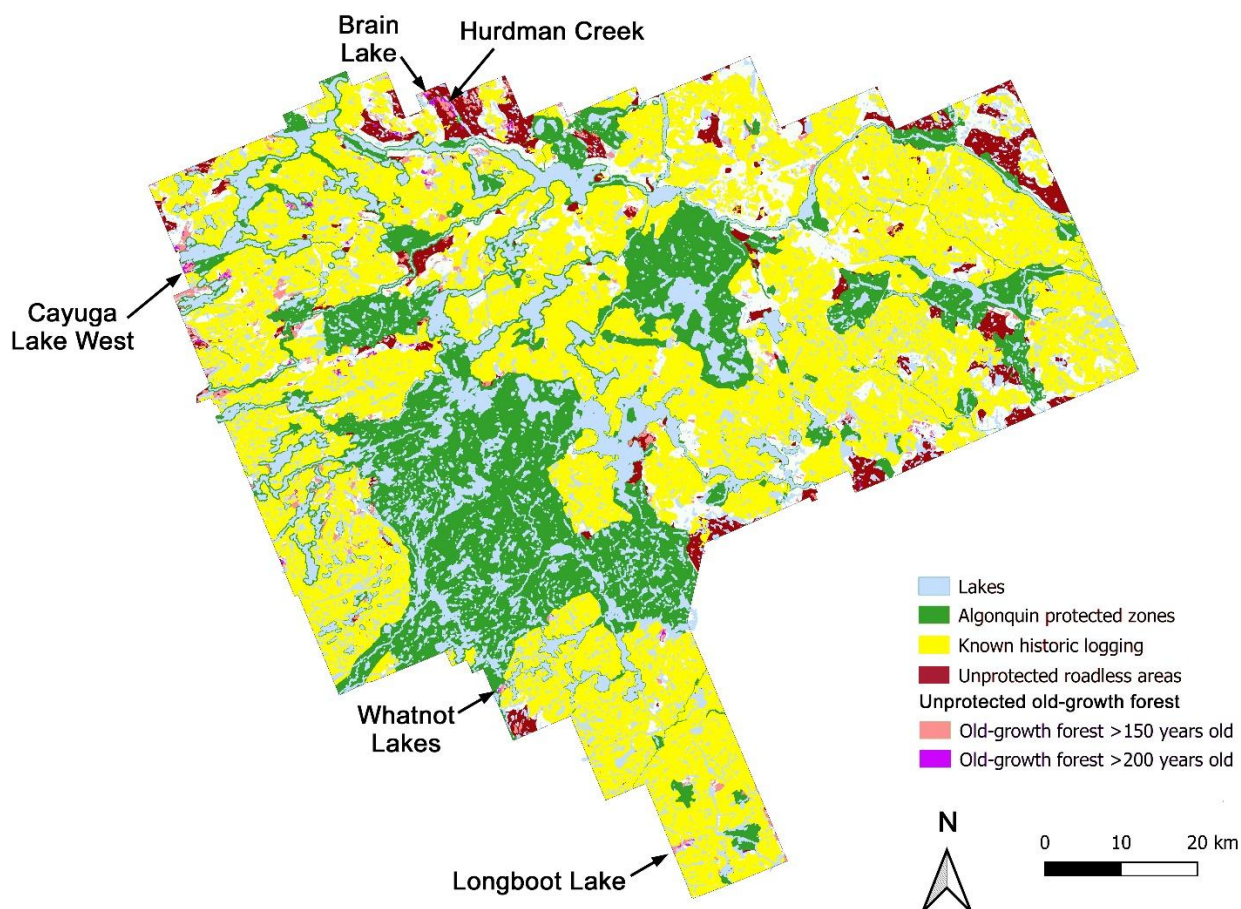 Brain
Lake
Hurdman Creek
Cayuga
Lake West
Whatnot
Lakes
Longboot Lake
Lakes
Algonquin protected zones
Known historic logging
Unprotected roadless areas
Unprotected old-growth forest
Old-growth forest >150 years old
Old-growth forest >200 years old
N
0 10 20 km